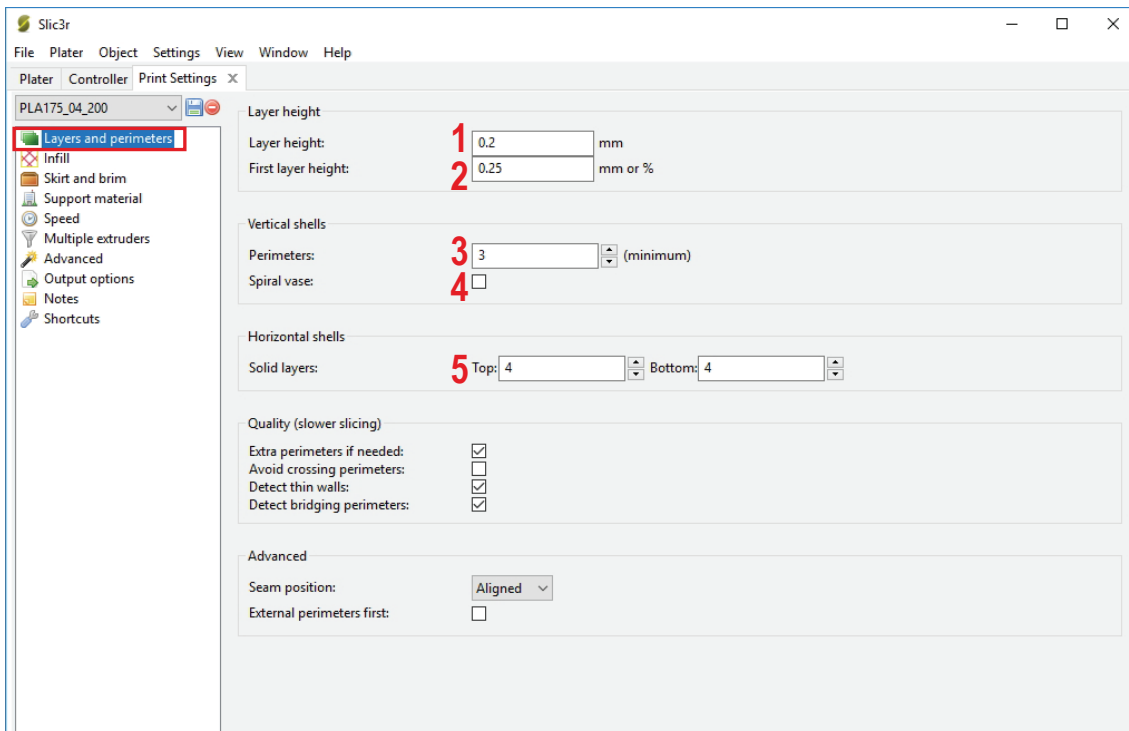 Slic3r
File Plater Object Settings View Window Help
Plater Controller Print Settings
PLA175_04_200
Layers and perimeters
Infill
Skirt and brim
Support material
Speed
Multiple extruders
Advanced
Output options
Notes
Shortcuts
Layer height
Layer height: 1 0.2 mm
First layer height: 2 0.25 mm or %
Vertical shells
Perimeters: 3 3 (minimum)
Spiral vase: 4
Horizontal shells
Solid layers: 5 Top: 4 Bottom: 4
Quality (slower slicing)
Extra perimeters if needed:
Avoid crossing perimeters:
Detect thin walls:
Detect bridging perimeters:
Advanced
Seam position: Aligned
External perimeters first: